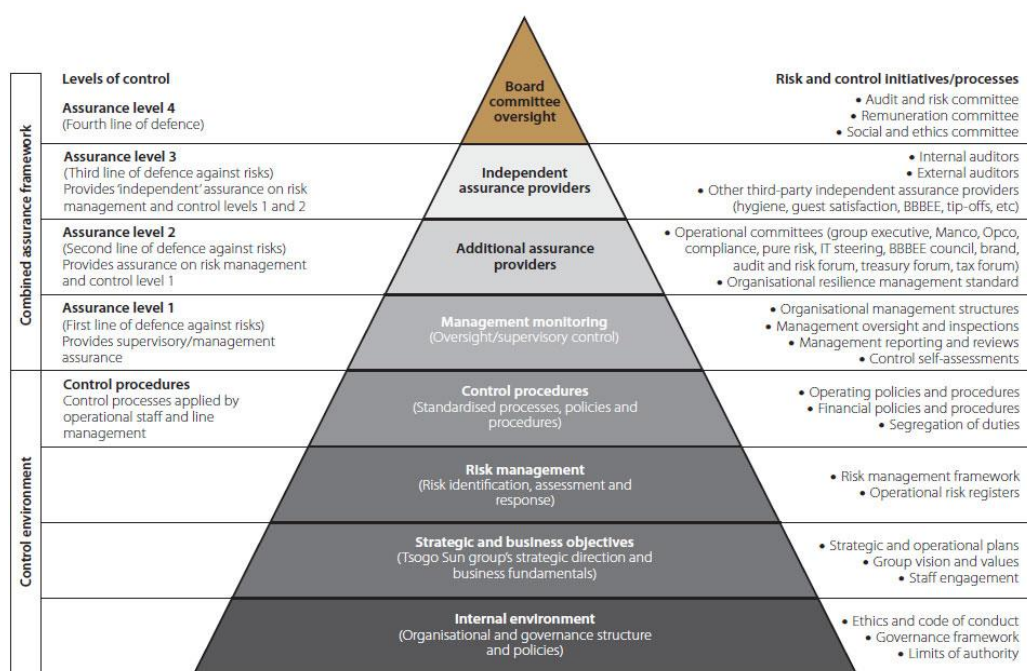 Levels of control
Risk and control initiatives/processes
Combined assurance framework
Assurance level 4
(Fourth line of defence)
Board
committee
oversight
• Audit and risk committee
• Remuneration committee
• Social and ethics committee
Assurance level 3
(Third line of defence against risks)
Provides ‘independent’ assurance on risk
management and control levels 1 and 2
Independent
assurance providers
• Internal auditors
• External auditors
• Other third-party independent assurance providers
(hygiene, guest satisfaction, BBBEE, tip-offs, etc)
Assurance level 2
(Second line of defence against risks)
Provides assurance on risk management
and control level 1
Additional assurance
providers
• Operational committees (group executive, Manco, Opco,
compliance, pure risk, IT steering, BBBEE council, brand,
audit and risk forum, treasury forum, tax forum)
• Organisational resilience management standard
Assurance level 1
(First line of defence against risks)
Provides supervisory/management
assurance
Management monitoring
(Oversight/supervisory control)
• Organisational management structures
• Management oversight and inspections
• Management reporting and reviews
• Control self-assessments
Control environment
Control procedures
Control processes applied by
operational staff and line
management
Control procedures
(Standardised processes, policies and
procedures)
• Operating policies and procedures
• Financial policies and procedures
• Segregation of duties
Risk management
(Risk identification, assessment and
response)
• Risk management framework
• Operational risk registers
Strategic and business objectives
(Tsogo Sun group’s strategic direction and
business fundamentals)
• Strategic and operational plans
• Group vision and values
• Staff engagement
Internal environment
(Organisational and governance structure
and policies)
• Ethics and code of conduct
• Governance framework
• Limits of authority